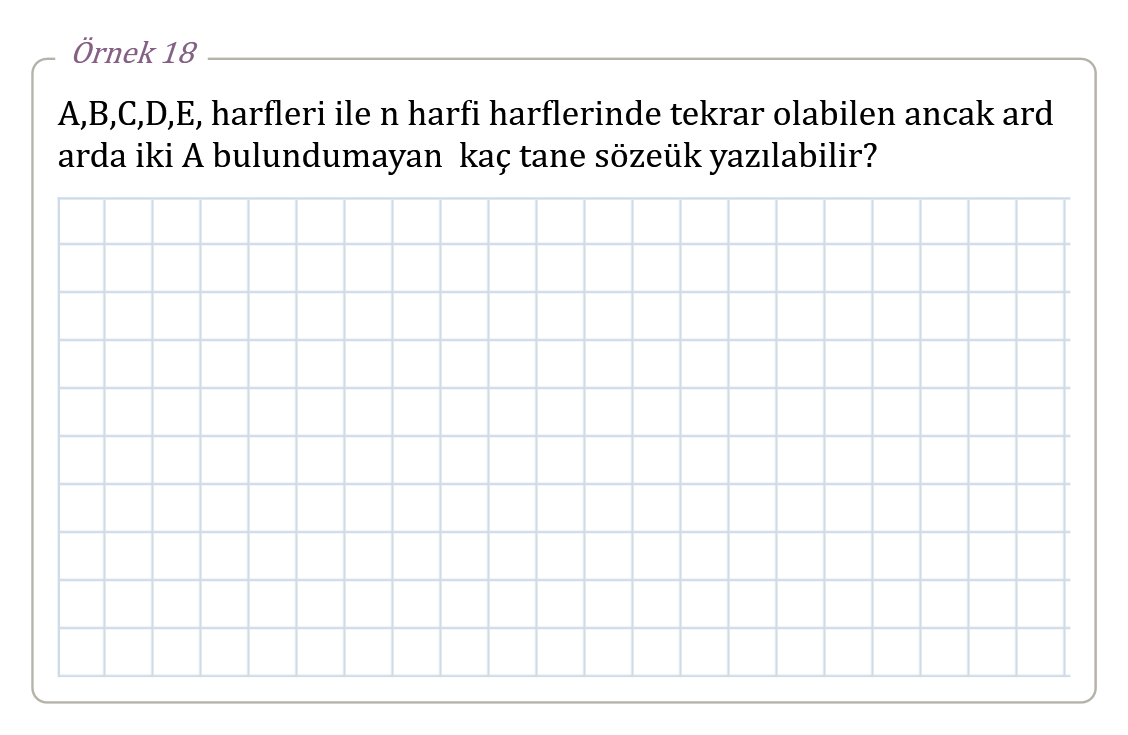 Örnek 18
A,B,C,D,E, harfleri ile n harfi harflerinde tekrar olabilen ancak ard
arda iki A bulundumayan kaç tane sözeük yazılabilir?